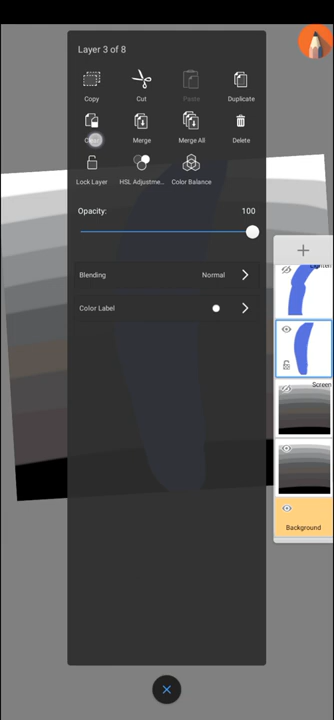 Layer 3 of 8
Copy Cut Paste Duplicate
Clear Merge Merge All Delete
Lock Layer HSL Adjustme... Color Balance
Opacity: 100
Blending Normal
Color Label
Screen
Background